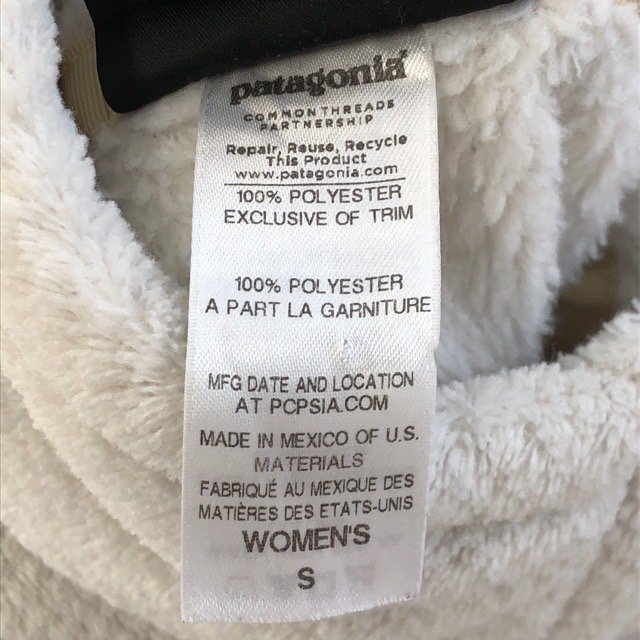 patagonia®
COMMONTHREADS
PARTNERSHIP
Repair, Reuse, Recycle
This Product
www.patagonia.com
100% POLYESTER
EXCLUSIVE OF TRIM
100% POLYESTER
A PART LA GARNITURE
MFG DATE AND LOCATION
AT PCPSIA.COM
MADE IN MEXICO OF U.S.
MATERIALS
FABRIQUÉ AU MEXIQUE DES
MATIÈRES DES ETATS-UNIS
WOMEN'S
S